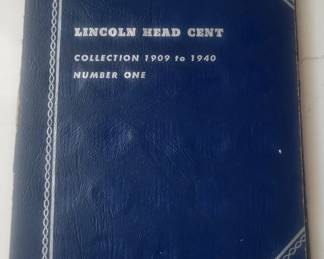 LINCOLN HEAD CENT
COLLECTION 1909 to 1940
NUMBER ONE